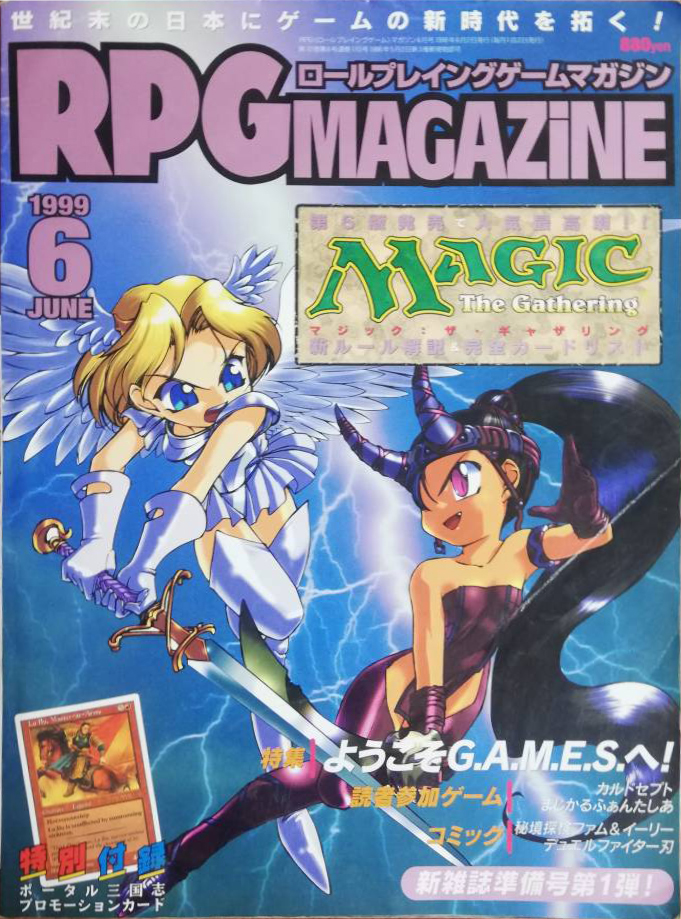 世紀末の日本にゲームの新時代を拓く!
880yen
ロールプレイングゲームマガジン
RPG MAGAZiNE
1999
6
JUNE
第6版発売で人気最高潮!!
MAGIC
The Gathering
マジック:ザ・ギャザリング
新ルール解説&完全カードリスト
特集 ようこそG.A.M.E.S.へ!
読者参加ゲーム カルドセプト
まじかるふぁんたしあ
コミック 秘境探検ファム&イーリー
デュエルファイター刃
Lu Bu, Master-at-Arms
Horsemanship
特別付録
ポータル三国志
プロモーションカード
新雑誌準備号第1弾!